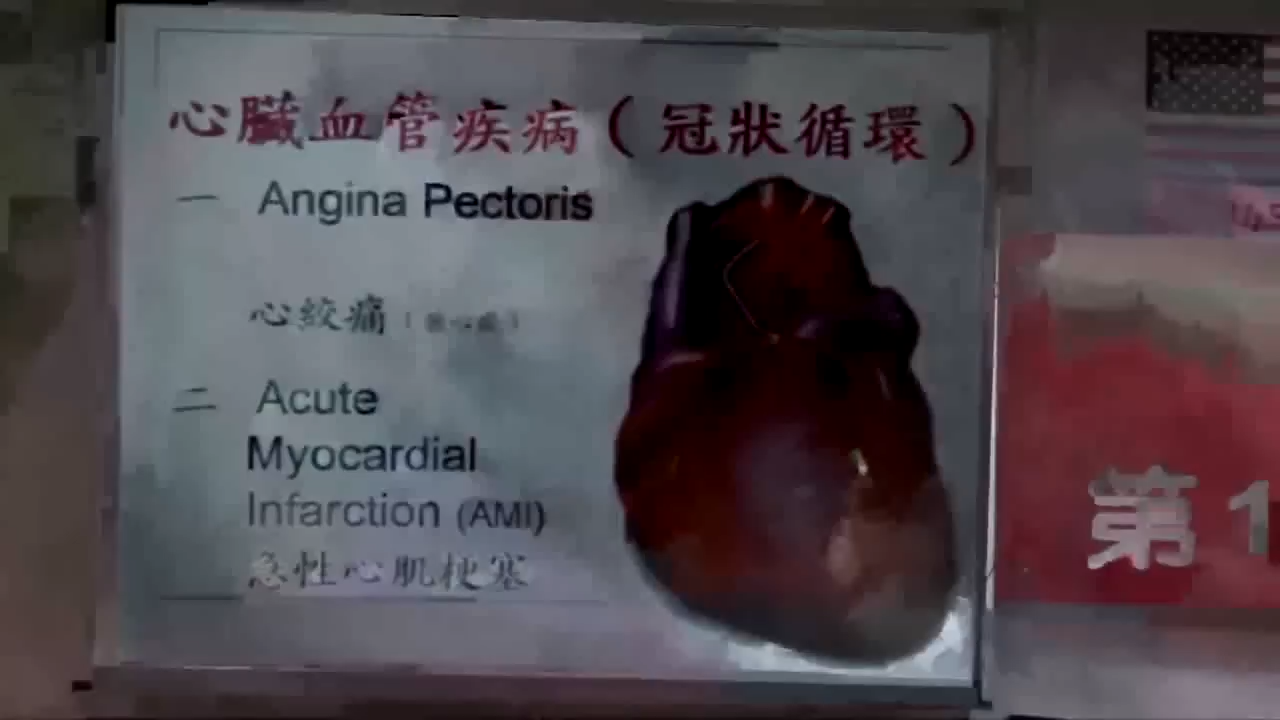 心臟血管疾病（冠狀循環）
一 Angina Pectoris
心絞痛
二 Acute
Myocardial
Infarction (AMI)
急性心肌梗塞
第1